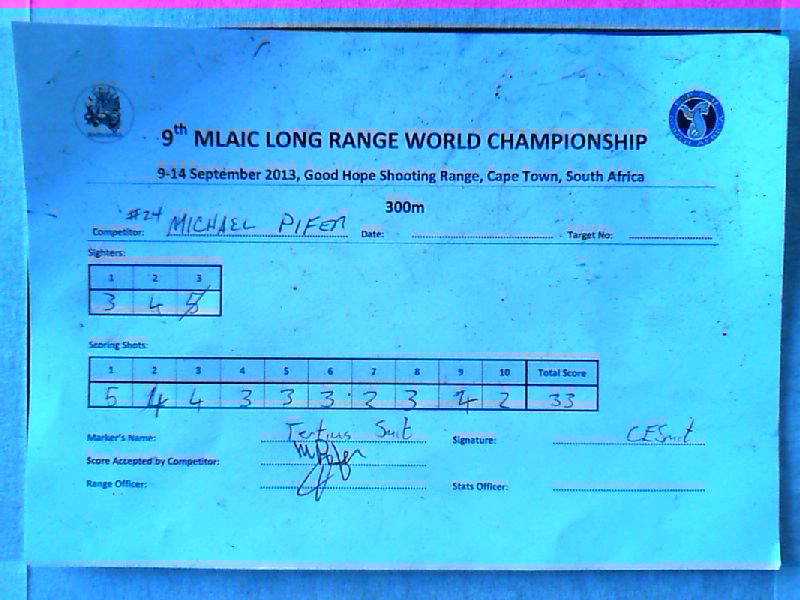 9th MLAIC LONG RANGE WORLD CHAMPIONSHIP
9-14 September 2013, Good Hope Shooting Range, Cape Town, South Africa
300m
Competitor: #24 MICHAEL PIFER Date: Target No:
Sighters:
1 2 3
3 4 5
Scoring Shots:
1 2 3 4 5 6 7 8 9 10 Total Score
5 4 4 3 3 3 2 3 4 2 33
Marker's Name: Tertius Smit Signature: CESmit
Score Accepted by Competitor: MPifer
Range Officer: Stats Officer: